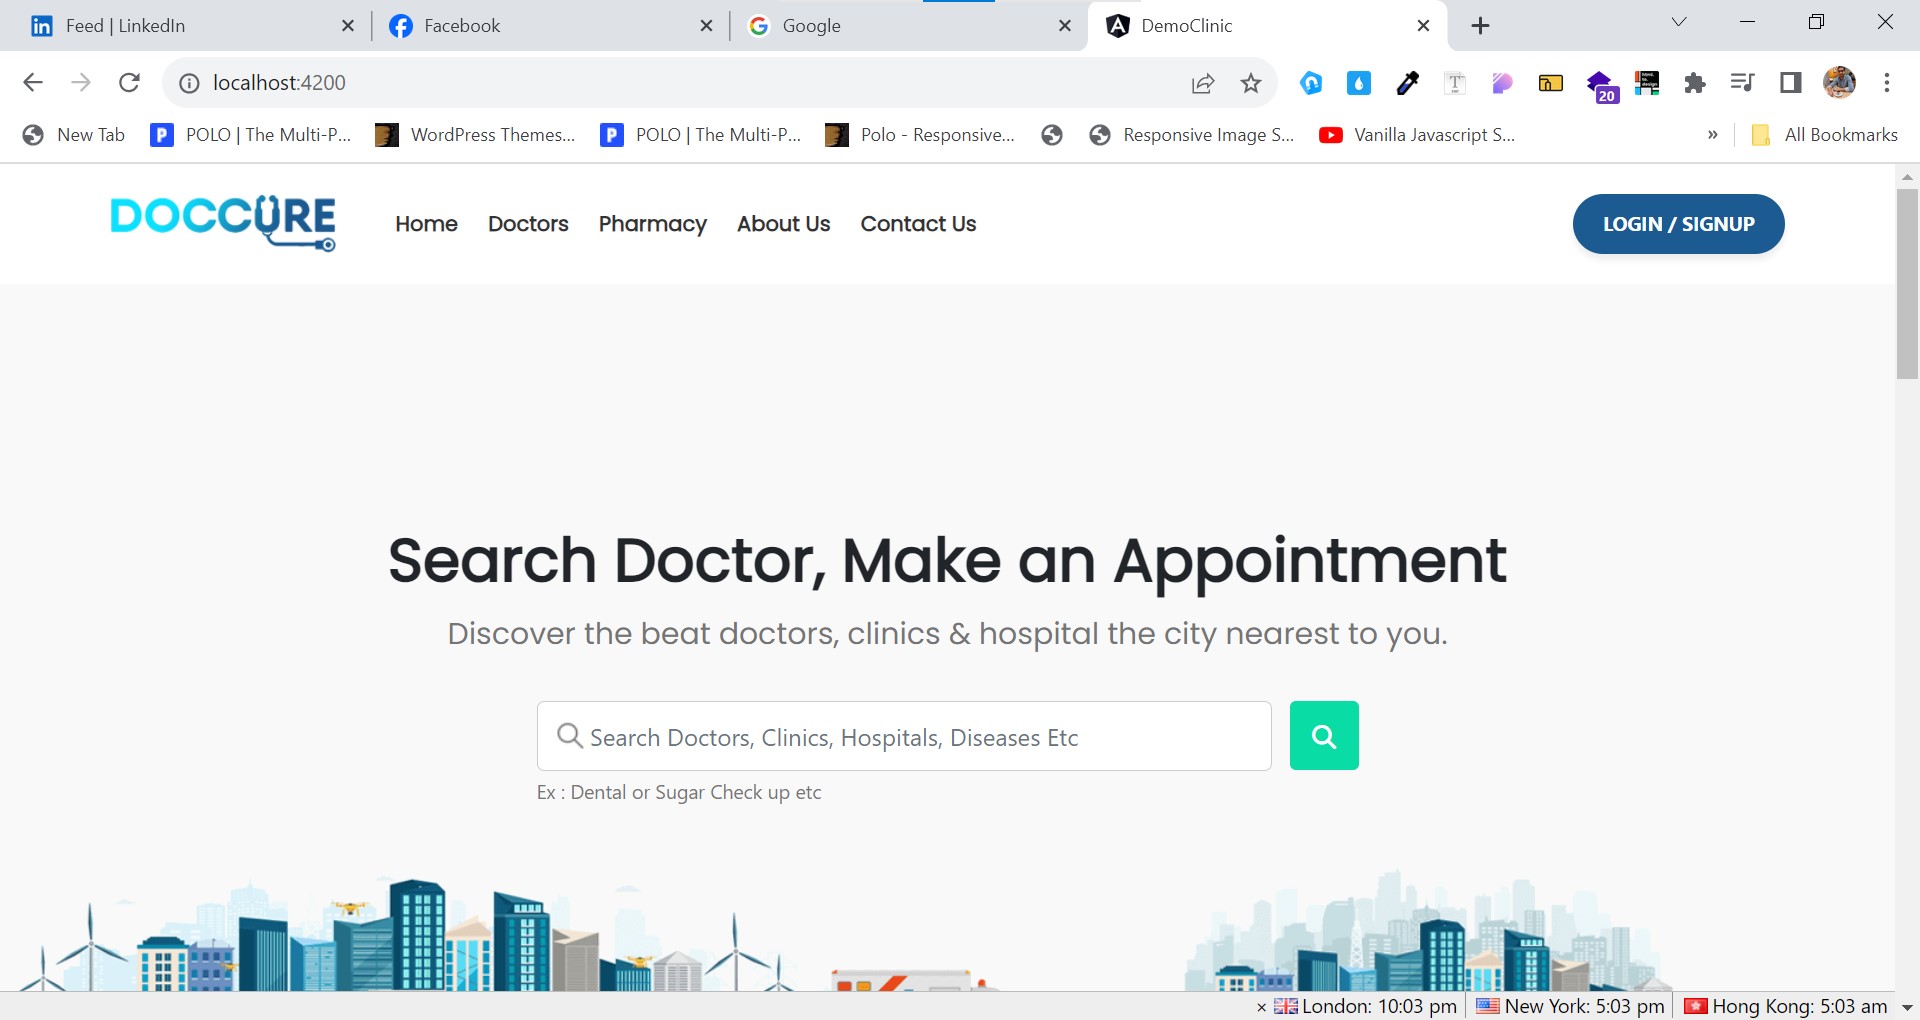 Feed | LinkedIn
Facebook
Google
DemoClinic
localhost:4200
20
New Tab
POLO | The Multi-P...
WordPress Themes...
POLO | The Multi-P...
Polo - Responsive...
Responsive Image S...
Vanilla Javascript S...
»
All Bookmarks
DOCCURE
Home
Doctors
Pharmacy
About Us
Contact Us
LOGIN / SIGNUP
Search Doctor, Make an Appointment
Discover the beat doctors, clinics & hospital the city nearest to you.
Search Doctors, Clinics, Hospitals, Diseases Etc
Ex : Dental or Sugar Check up etc
× London: 10:03 pm
New York: 5:03 pm
Hong Kong: 5:03 am